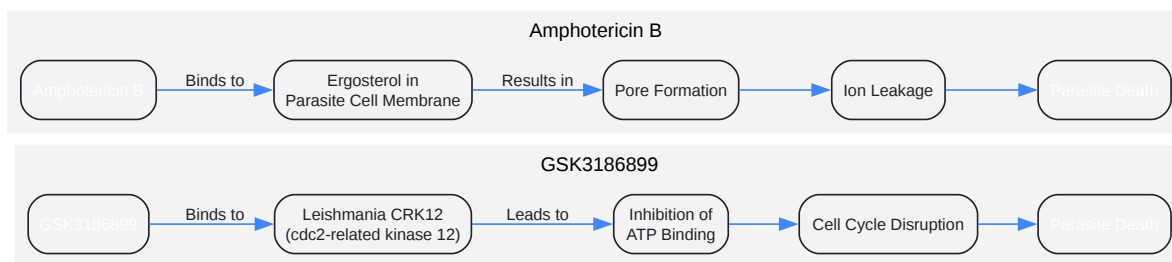 Amphotericin B
Amphotericin B
Binds to
Ergosterol in
Parasite Cell Membrane
Results in
Pore Formation
Ion Leakage
Parasite Death
GSK3186899
GSK3186899
Binds to
Leishmania CRK12
(cdc2-related kinase 12)
Leads to
Inhibition of
ATP Binding
Cell Cycle Disruption
Parasite Death